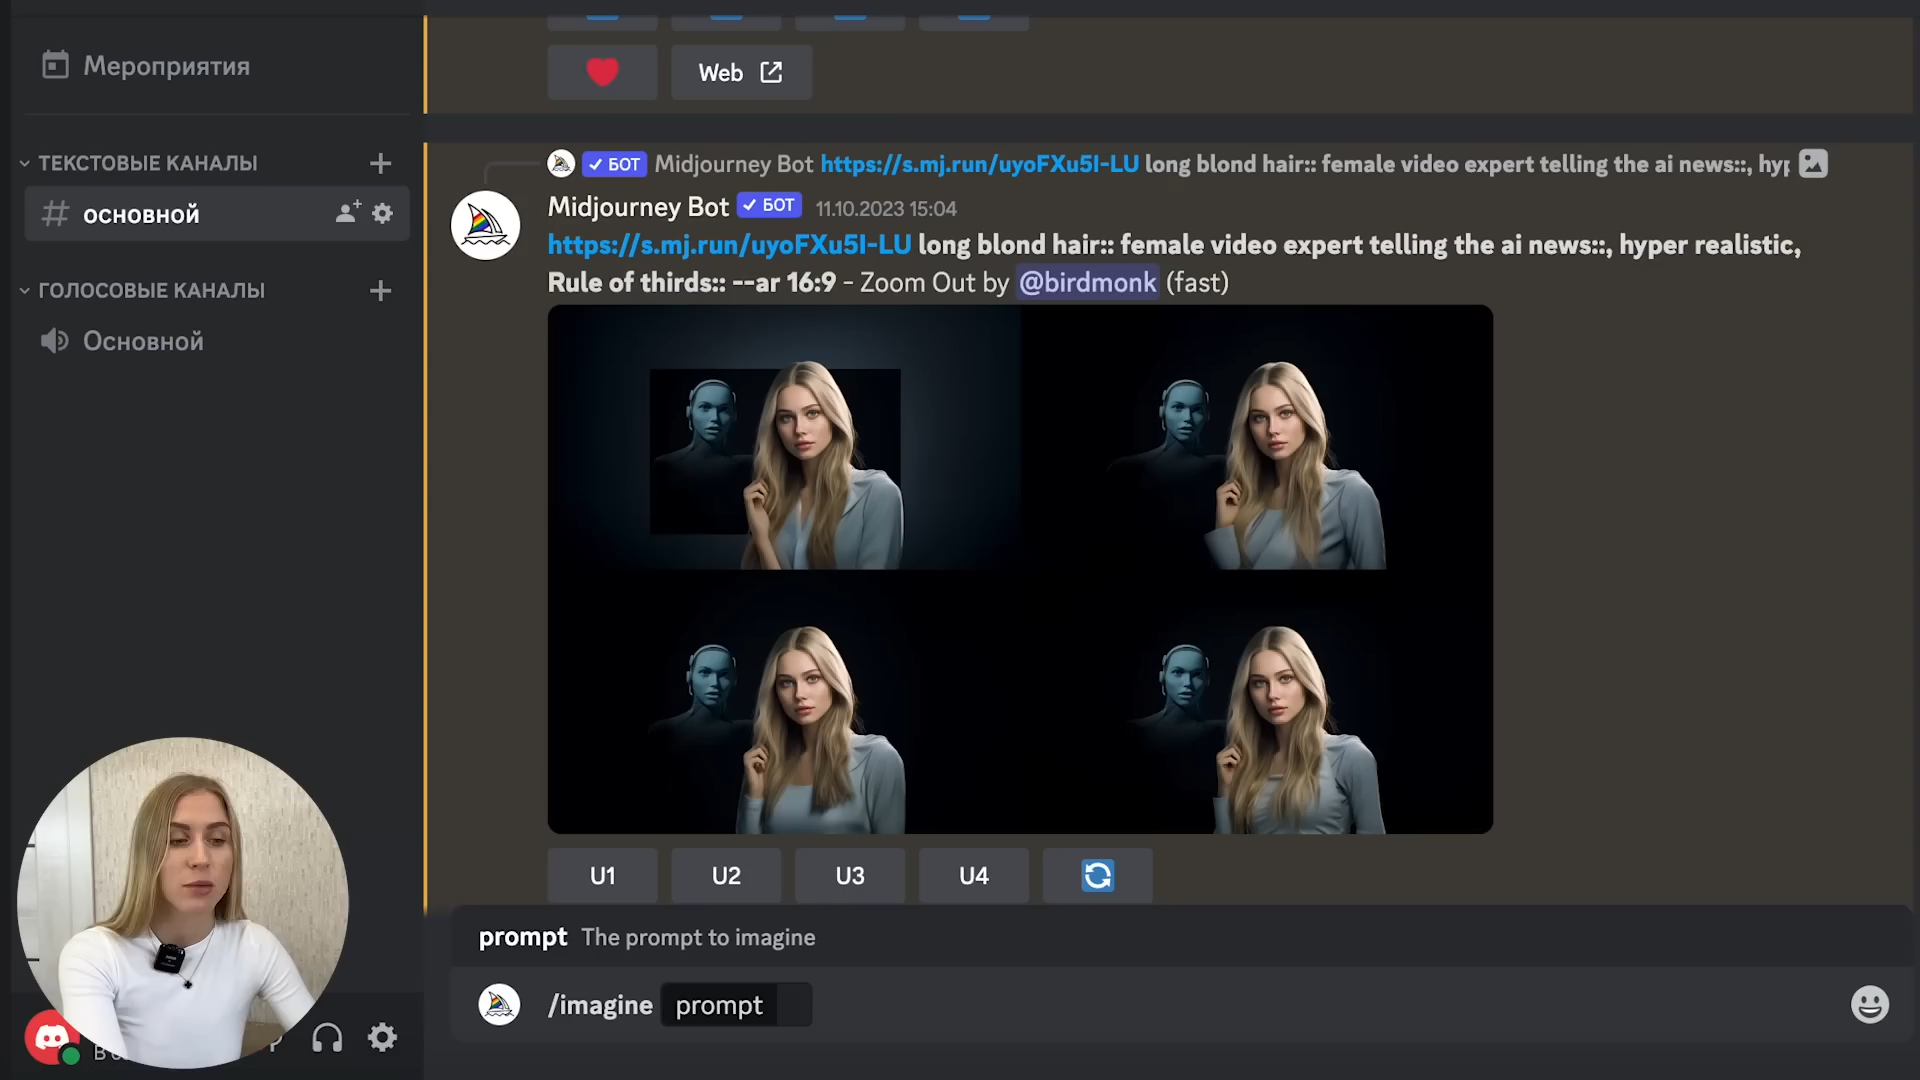 Мероприятия
Web
ТЕКСТОВЫЕ КАНАЛЫ
основной
ГОЛОСОВЫЕ КАНАЛЫ
Основной
БОТ Midjourney Bot https://s.mj.run/uyoFXu5I-LU long blond hair:: female video expert telling the ai news::, hyp
Midjourney Bot БОТ 11.10.2023 15:04
https://s.mj.run/uyoFXu5I-LU long blond hair:: female video expert telling the ai news::, hyper realistic,
Rule of thirds:: --ar 16:9 - Zoom Out by @birdmonk (fast)
U1 U2 U3 U4
prompt The prompt to imagine
/imagine prompt